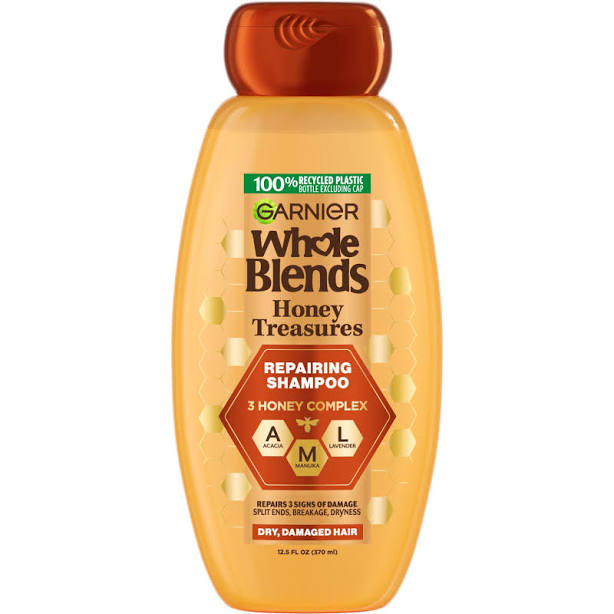 100% RECYCLED PLASTIC
BOTTLE EXCLUDING CAP
GARNIER
Whole
Blends
Honey
Treasures
REPAIRING
SHAMPOO
3 HONEY COMPLEX
A
ACACIA
L
LAVENDER
M
MANUKA
REPAIRS 3 SIGNS OF DAMAGE
SPLIT ENDS, BREAKAGE, DRYNESS
DRY, DAMAGED HAIR
12.5 FL OZ (370 ml)